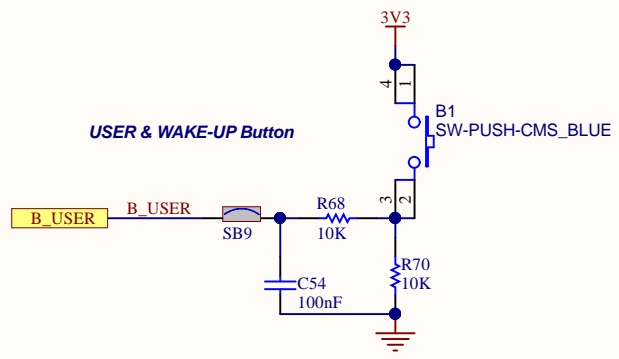 3V3
4
1
B1
SW-PUSH-CMS_BLUE
USER & WAKE-UP Button
3
2
B_USER
B_USER
SB9
R68
10K
R70
10K
C54
100nF